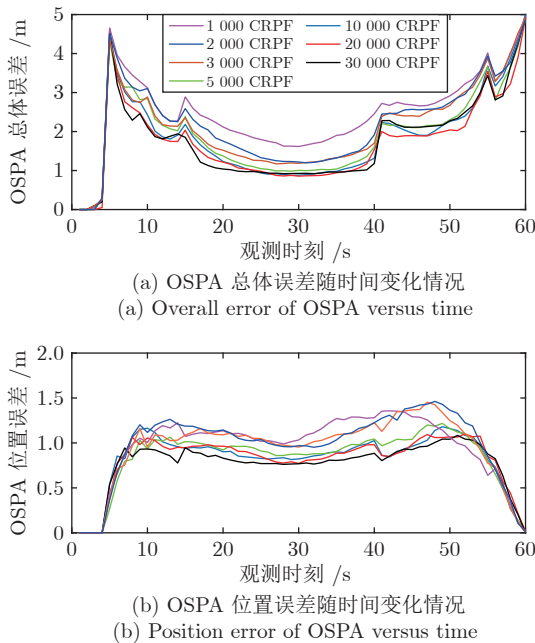 5
4
3
2
1
0
OSPA 总体误差 /m
1 000 CRPF
2 000 CRPF
3 000 CRPF
5 000 CRPF
10 000 CRPF
20 000 CRPF
30 000 CRPF
0 10 20 30 40 50 60
观测时刻 /s
(a) OSPA 总体误差随时间变化情况
(a) Overall error of OSPA versus time
2.0
1.5
1.0
0.5
0
OSPA 位置误差 /m
0 10 20 30 40 50 60
观测时刻 /s
(b) OSPA 位置误差随时间变化情况
(b) Position error of OSPA versus time